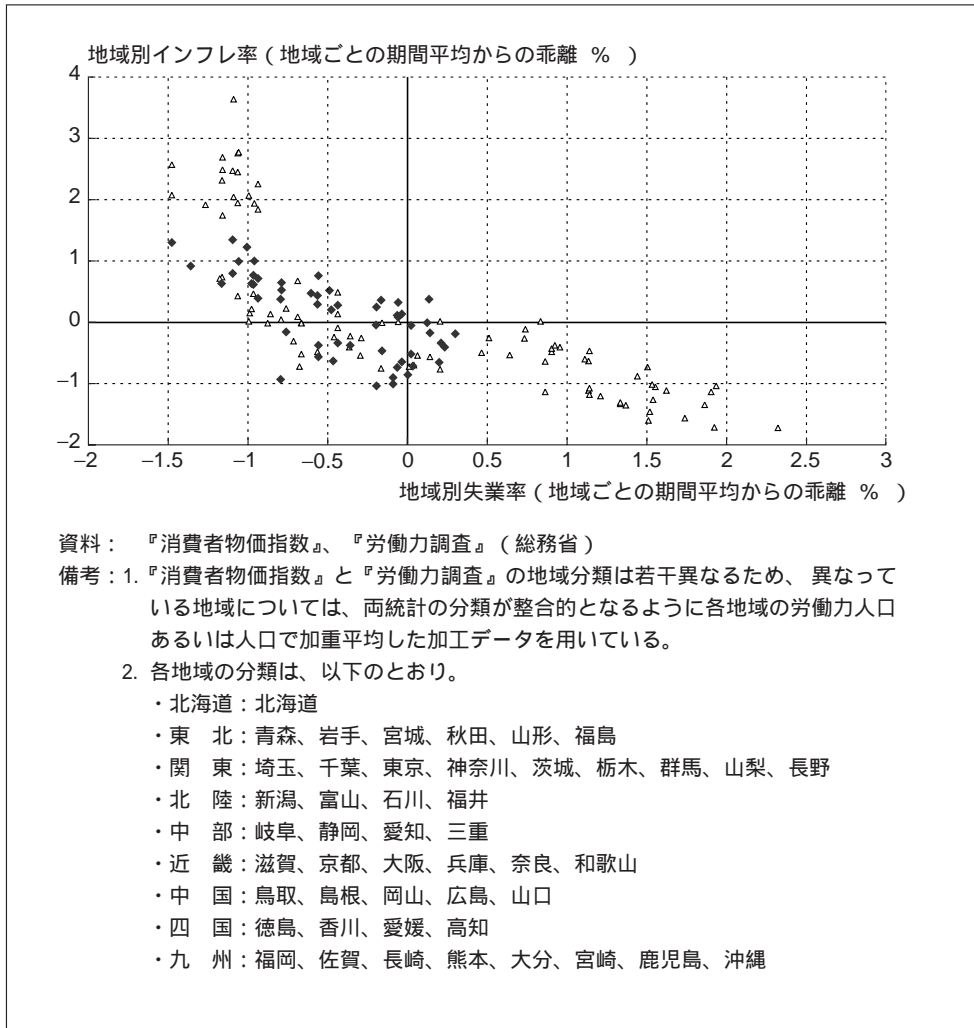 地域別インフレ率（地域ごとの期間平均からの乖離 % ）
4
3
2
1
0
−1
−2
−2 −1.5 −1 −0.5 0 0.5 1 1.5 2 2.5 3
地域別失業率（地域ごとの期間平均からの乖離 % ）
資料： 『消費者物価指数』、『労働力調査』（総務省）
備考：1.『消費者物価指数』と『労働力調査』の地域分類は若干異なるため、 異なって
いる地域については、両統計の分類が整合的となるように各地域の労働力人口
あるいは人口で加重平均した加工データを用いている。
2. 各地域の分類は、以下のとおり。
・北海道：北海道
・東　北：青森、岩手、宮城、秋田、山形、福島
・関　東：埼玉、千葉、東京、神奈川、茨城、栃木、群馬、山梨、長野
・北　陸：新潟、富山、石川、福井
・中　部：岐阜、静岡、愛知、三重
・近　畿：滋賀、京都、大阪、兵庫、奈良、和歌山
・中　国：鳥取、島根、岡山、広島、山口
・四　国：徳島、香川、愛媛、高知
・九　州：福岡、佐賀、長崎、熊本、大分、宮崎、鹿児島、沖縄